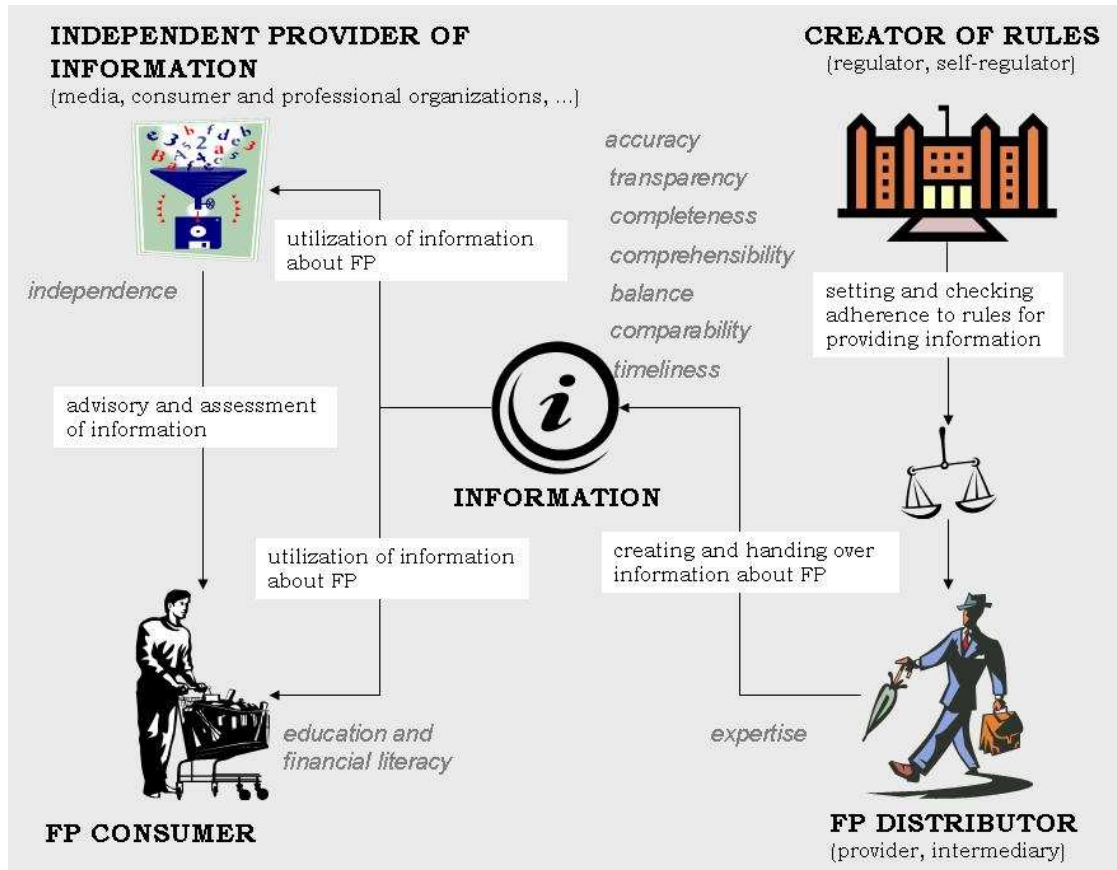 INDEPENDENT PROVIDER OF
INFORMATION
(media, consumer and professional organizations, ...)
CREATOR OF RULES
(regulator, self-regulator)
accuracy
transparency
completeness
comprehensibility
balance
comparability
timeliness
utilization of information
about FP
independence
setting and checking
adherence to rules for
providing information
advisory and assessment
of information
i
INFORMATION
utilization of information
about FP
creating and handing over
information about FP
education and
financial literacy
expertise
FP CONSUMER
FP DISTRIBUTOR
(provider, intermediary)